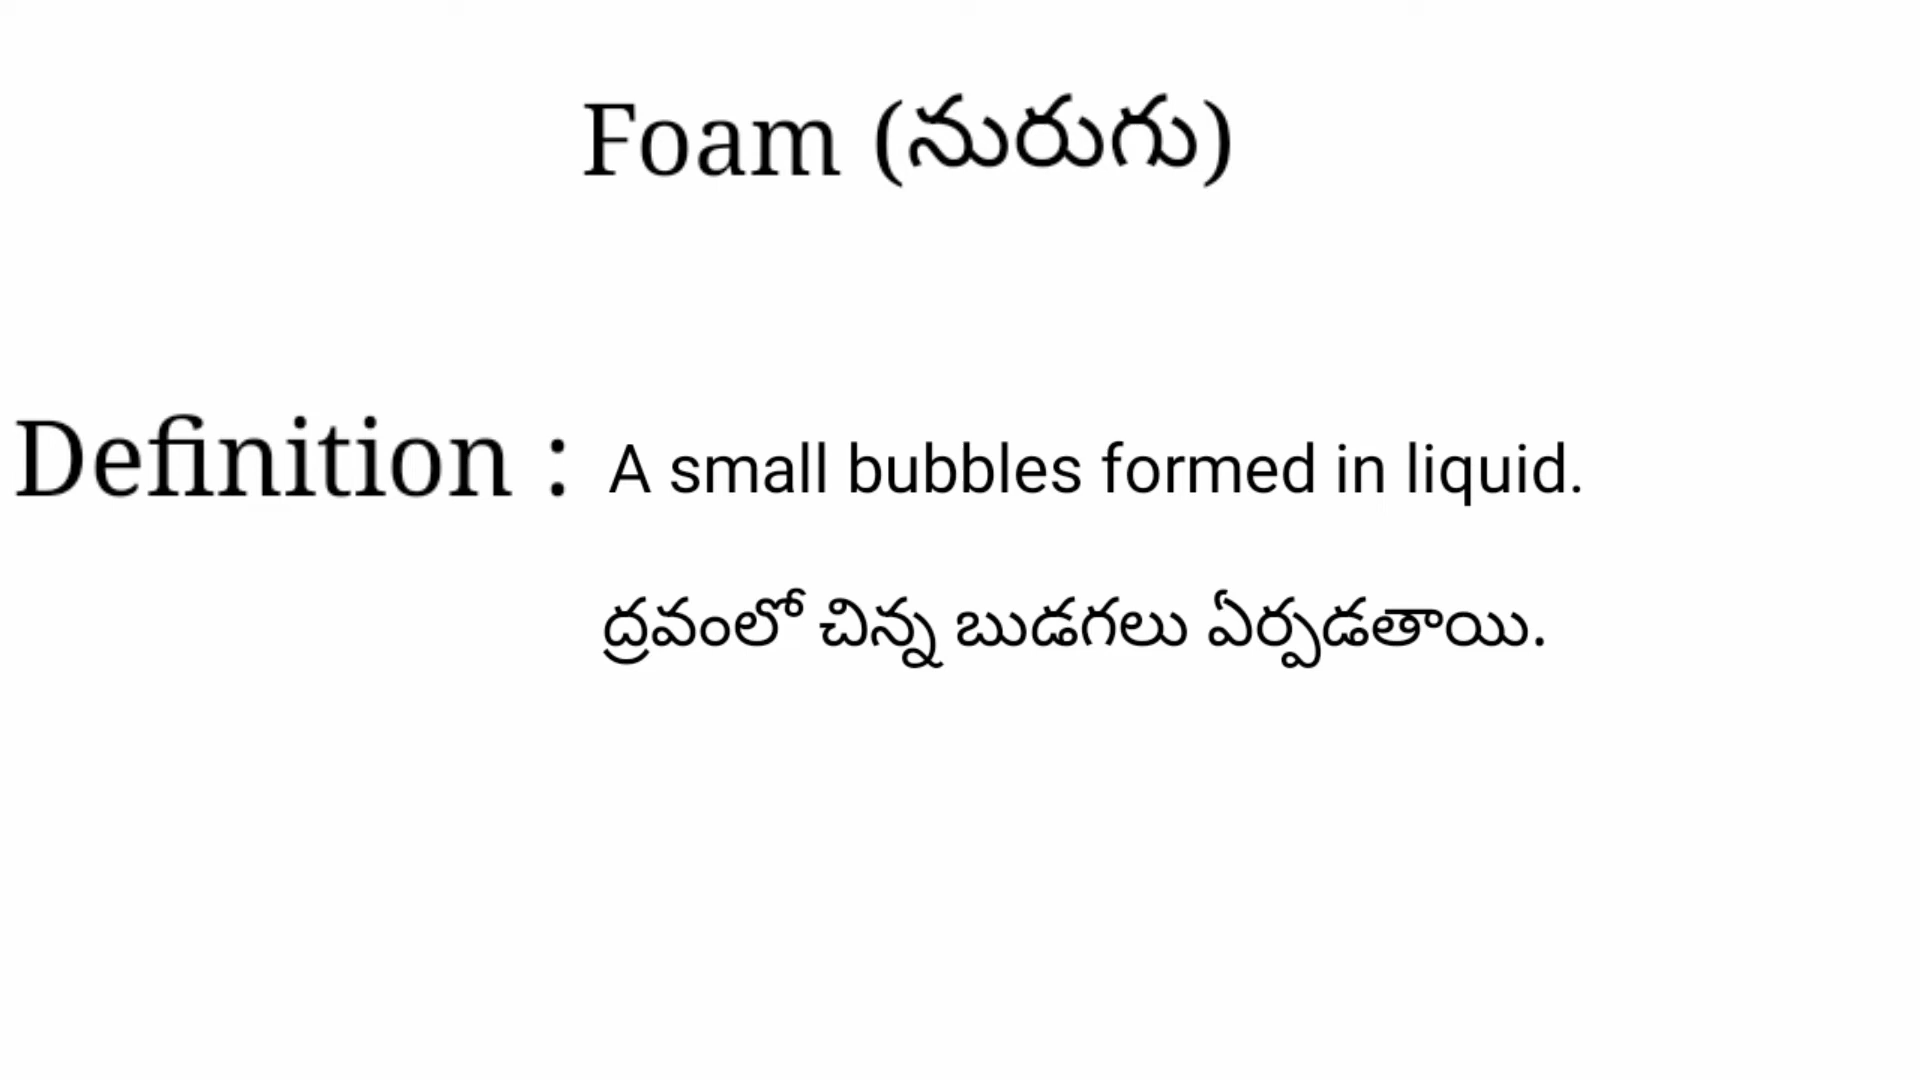 Foam (నురుగు)
Definition : A small bubbles formed in liquid.
ద్రవంలో చిన్న బుడగలు ఏర్పడతాయి.